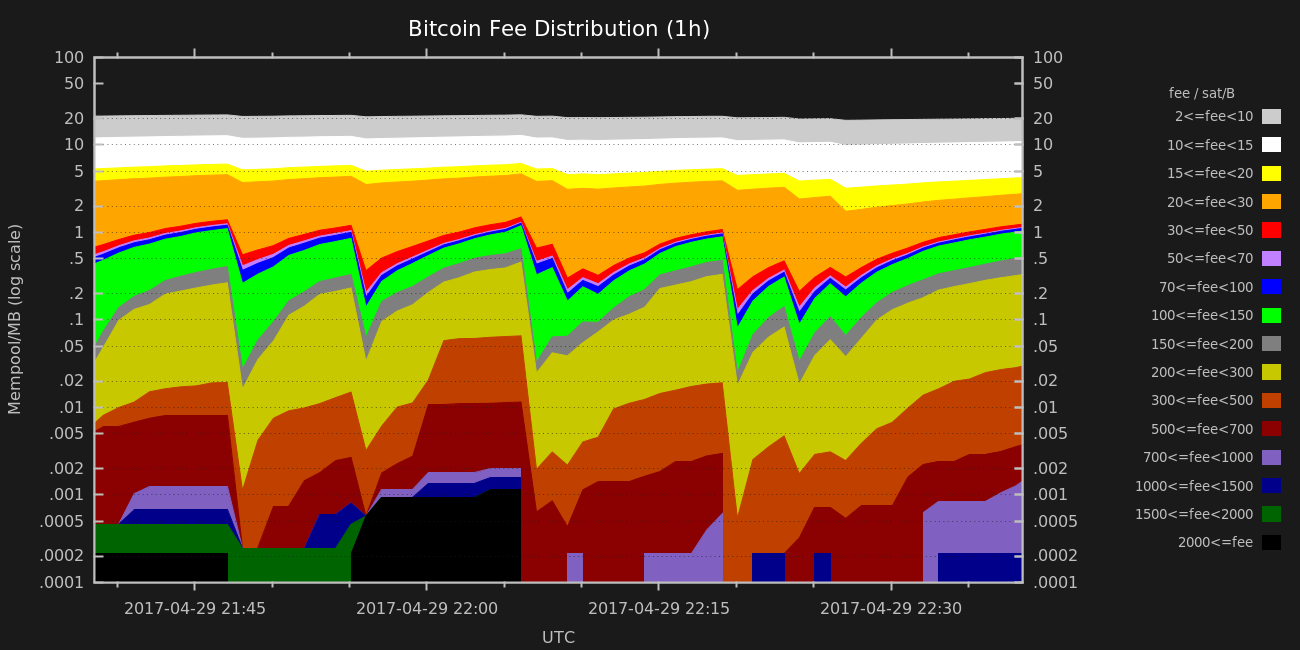 Bitcoin Fee Distribution (1h)
Mempool/MB (log scale)
100
50
20
10
5
2
1
.5
.2
.1
.05
.02
.01
.005
.002
.001
.0005
.0002
.0001
100
50
20
10
5
2
1
.5
.2
.1
.05
.02
.01
.005
.002
.001
.0005
.0002
.0001
2017-04-29 21:45
2017-04-29 22:00
2017-04-29 22:15
2017-04-29 22:30
UTC
fee / sat/B
2<=fee<10
10<=fee<15
15<=fee<20
20<=fee<30
30<=fee<50
50<=fee<70
70<=fee<100
100<=fee<150
150<=fee<200
200<=fee<300
300<=fee<500
500<=fee<700
700<=fee<1000
1000<=fee<1500
1500<=fee<2000
2000<=fee